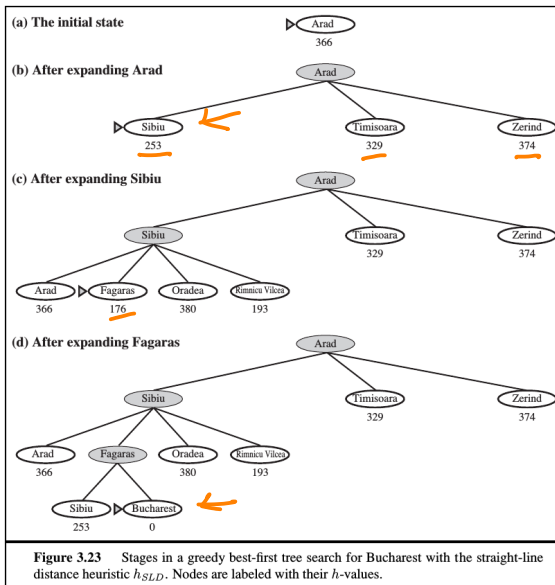 (a) The initial state
Arad
366
(b) After expanding Arad
Arad
Sibiu Timisoara Zerind
253 329 374
(c) After expanding Sibiu
Arad
Sibiu Timisoara Zerind
329 374
Arad Fagaras Oradea Rimnicu Vilcea
366 176 380 193
(d) After expanding Fagaras
Arad
Sibiu Timisoara Zerind
329 374
Arad Fagaras Oradea Rimnicu Vilcea
366 380 193
Sibiu Bucharest
253 0
Figure 3.23 Stages in a greedy best-first tree search for Bucharest with the straight-line
distance heuristic hSLD. Nodes are labeled with their h-values.